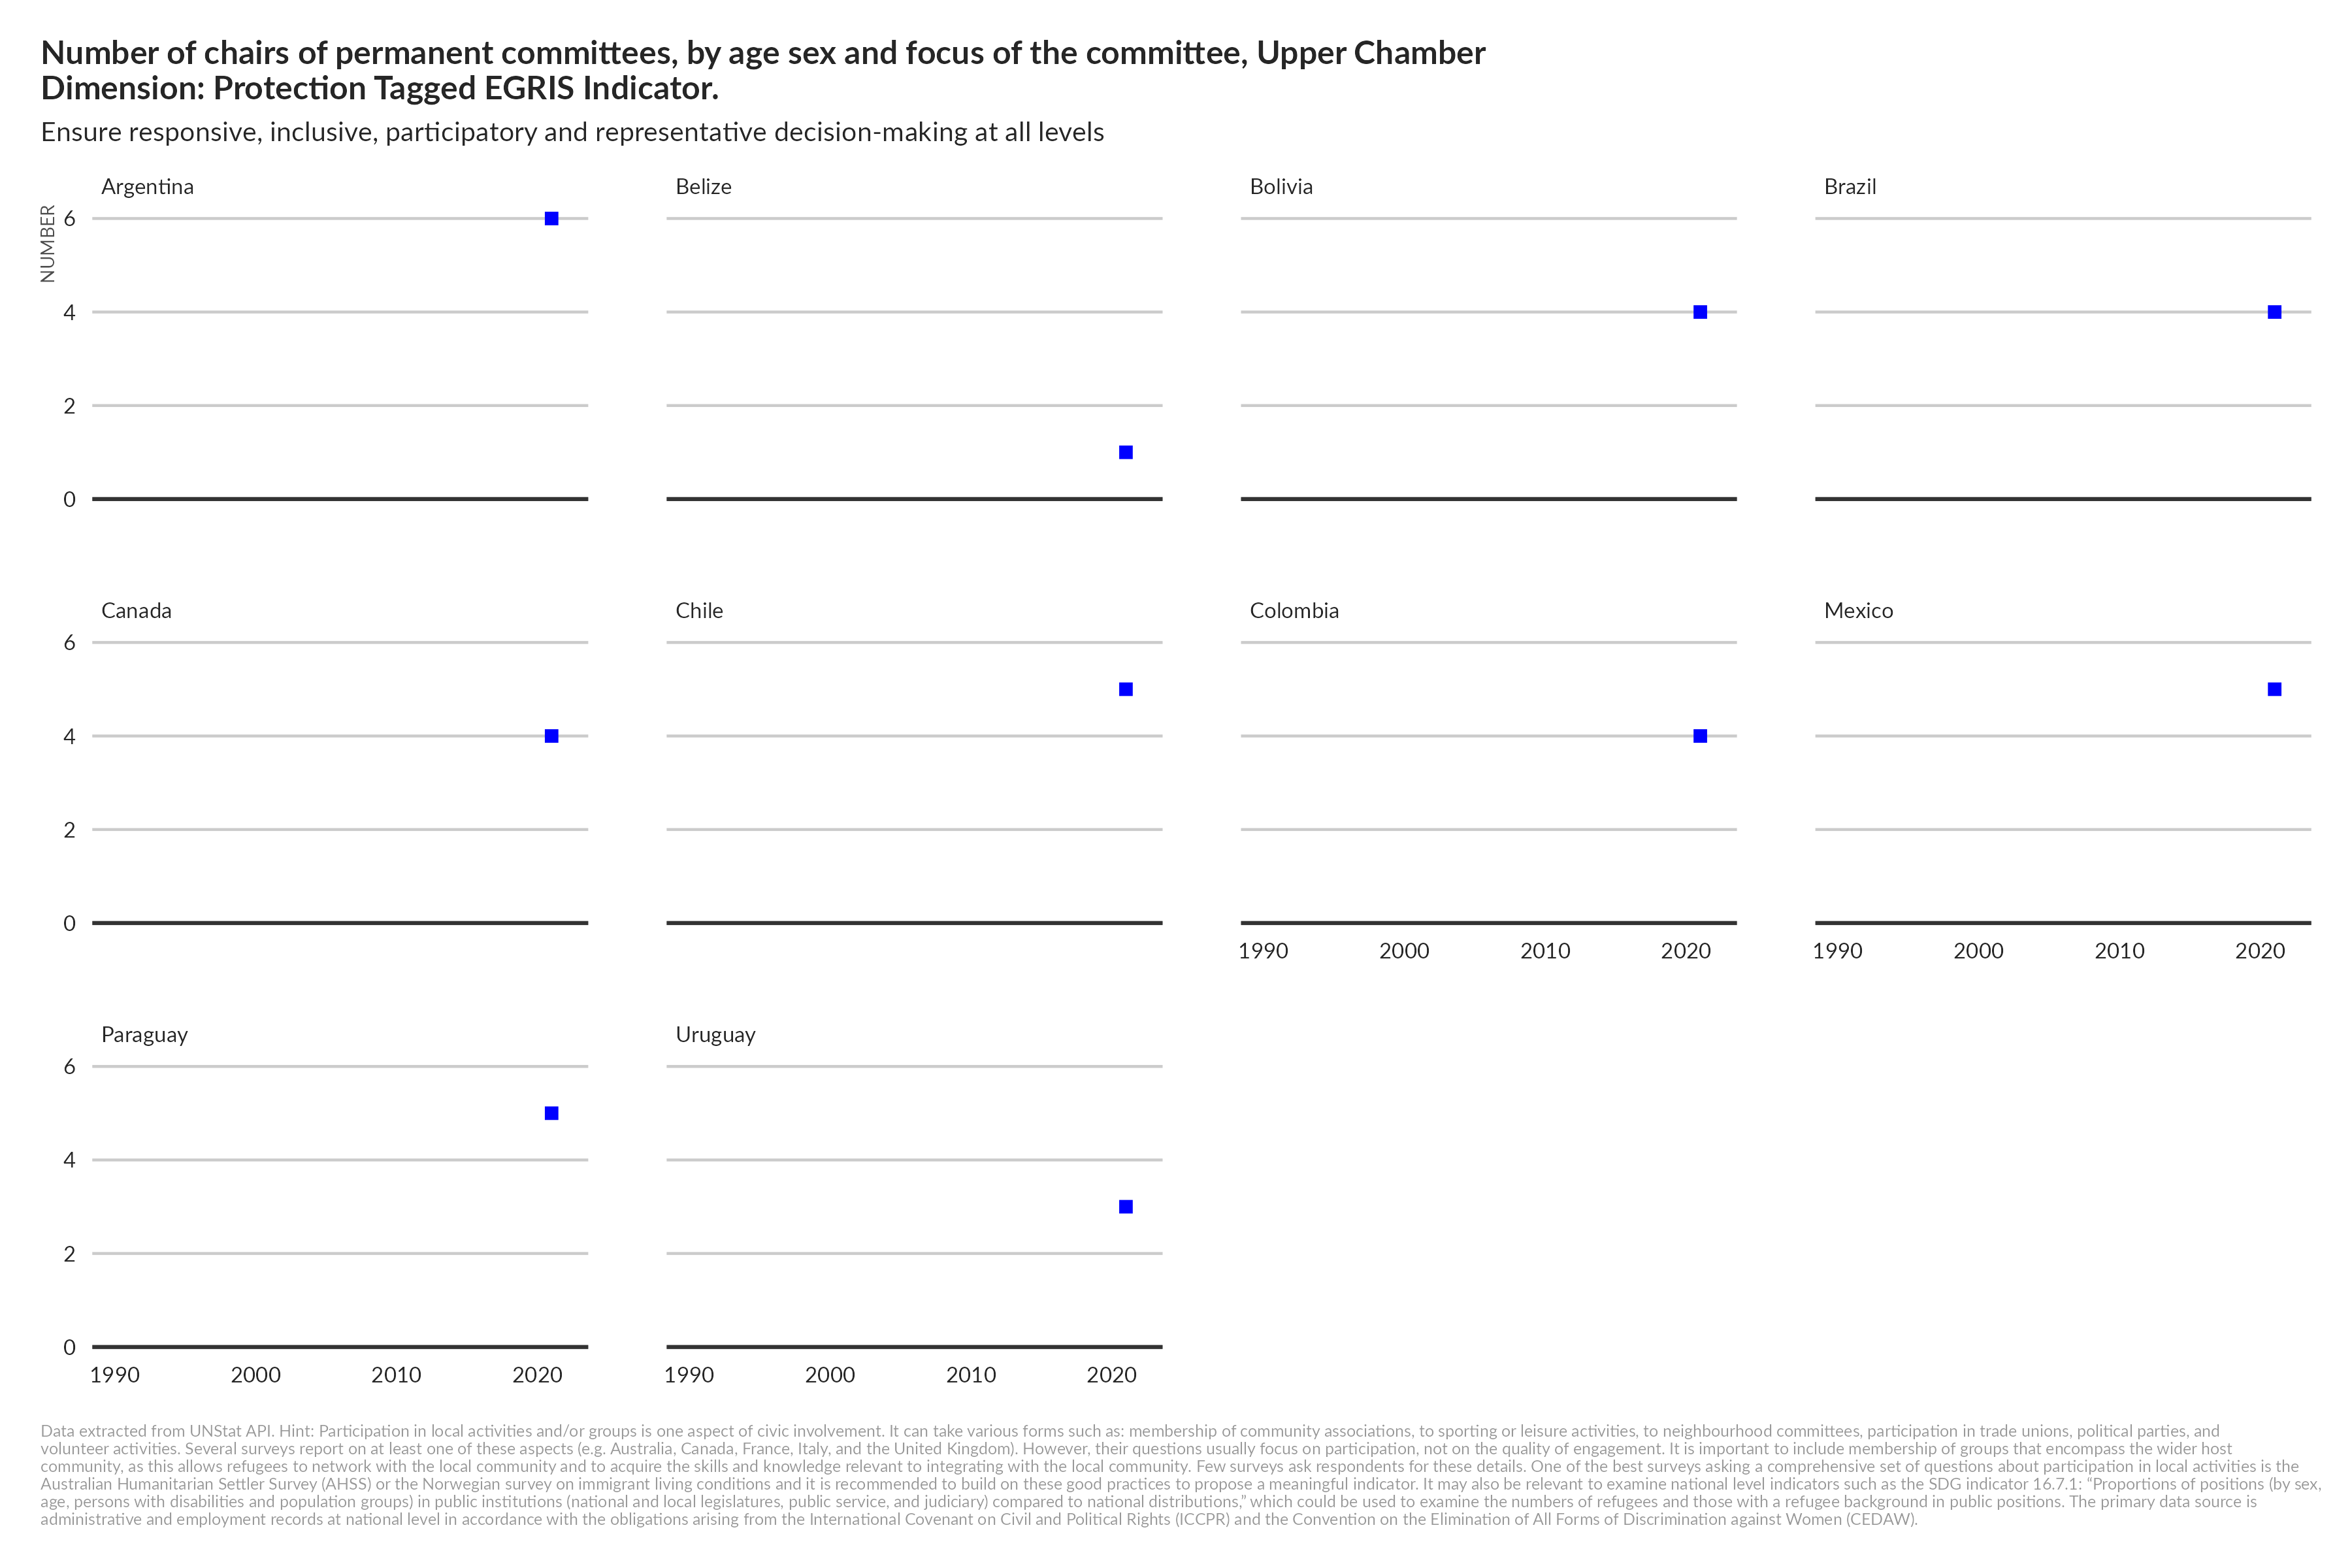 Number of chairs of permanent committees, by age sex and focus of the committee, Upper Chamber
Dimension: Protection Tagged EGRIS Indicator.
Ensure responsive, inclusive, participatory and representative decision-making at all levels
Argentina
Belize
Bolivia
Brazil
NUMBER
6
4
2
0
Canada
Chile
Colombia
Mexico
6
4
2
0
1990 2000 2010 2020
1990 2000 2010 2020
Paraguay
Uruguay
6
4
2
0
1990 2000 2010 2020
1990 2000 2010 2020
Data extracted from UNStat API. Hint: Participation in local activities and/or groups is one aspect of civic involvement. It can take various forms such as: membership of community associations, to sporting or leisure activities, to neighbourhood committees, participation in trade unions, political parties, and
volunteer activities. Several surveys report on at least one of these aspects (e.g. Australia, Canada, France, Italy, and the United Kingdom). However, their questions usually focus on participation, not on the quality of engagement. It is important to include membership of groups that encompass the wider host
community, as this allows refugees to network with the local community and to acquire the skills and knowledge relevant to integrating with the local community. Few surveys ask respondents for these details. One of the best surveys asking a comprehensive set of questions about participation in local activities is the
Australian Humanitarian Settler Survey (AHSS) or the Norwegian survey on immigrant living conditions and it is recommended to build on these good practices to propose a meaningful indicator. It may also be relevant to examine national level indicators such as the SDG indicator 16.7.1: “Proportions of positions (by sex,
age, persons with disabilities and population groups) in public institutions (national and local legislatures, public service, and judiciary) compared to national distributions,” which could be used to examine the numbers of refugees and those with a refugee background in public positions. The primary data source is
administrative and employment records at national level in accordance with the obligations arising from the International Covenant on Civil and Political Rights (ICCPR) and the Convention on the Elimination of All Forms of Discrimination against Women (CEDAW).